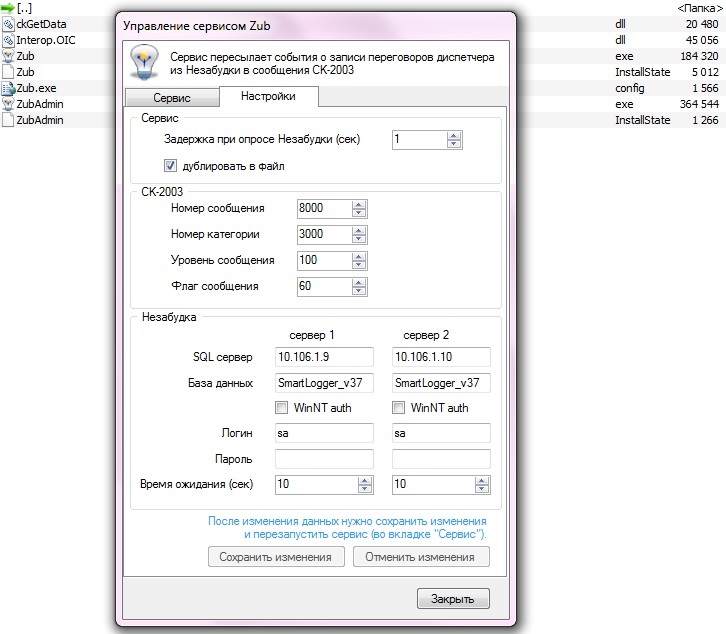 [..] <Папка>
ckGetData dll 20 480
Interop.OIC dll 45 056
Zub exe 184 320
Zub InstallState 5 012
Zub.exe config 1 566
ZubAdmin exe 364 544
ZubAdmin InstallState 1 266
Управление сервисом Zub
Сервис пересылает события о записи переговоров диспетчера
из Незабудки в сообщения СК-2003
Сервис Настройки
Сервис
Задержка при опросе Незабудки (сек) 1
дублировать в файл
СК-2003
Номер сообщения 8000
Номер категории 3000
Уровень сообщения 100
Флаг сообщения 60
Незабудка
сервер 1 сервер 2
SQL сервер 10.106.1.9 10.106.1.10
База данных SmartLogger_v37 SmartLogger_v37
WinNT auth WinNT auth
Логин sa sa
Пароль
Время ожидания (сек) 10 10
После изменения данных нужно сохранить изменения
и перезапустить сервис (во вкладке "Сервис").
Сохранить изменения Отменить изменения
Закрыть